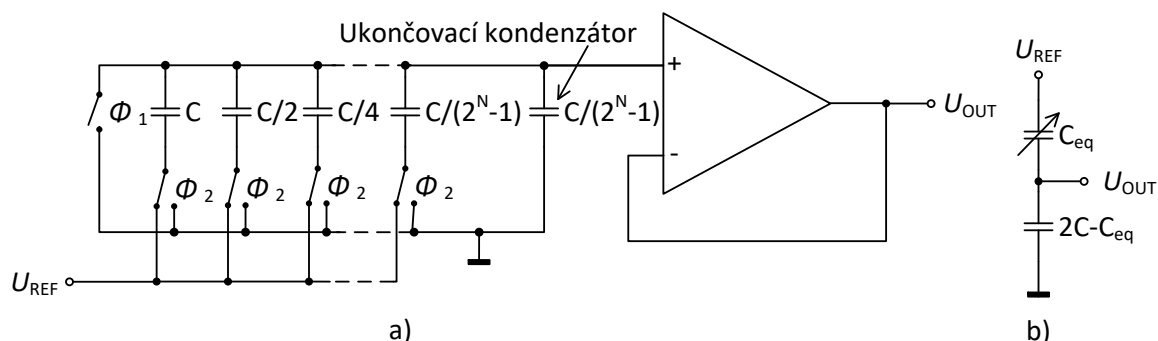 Ukončovací kondenzátor
Φ 1 C C/2 C/4 C/(2^N-1) C/(2^N-1)
+
-
U_OUT
Φ 2 Φ 2 Φ 2 Φ 2
U_REF
a)
U_REF
C_eq
U_OUT
2C-C_eq
b)